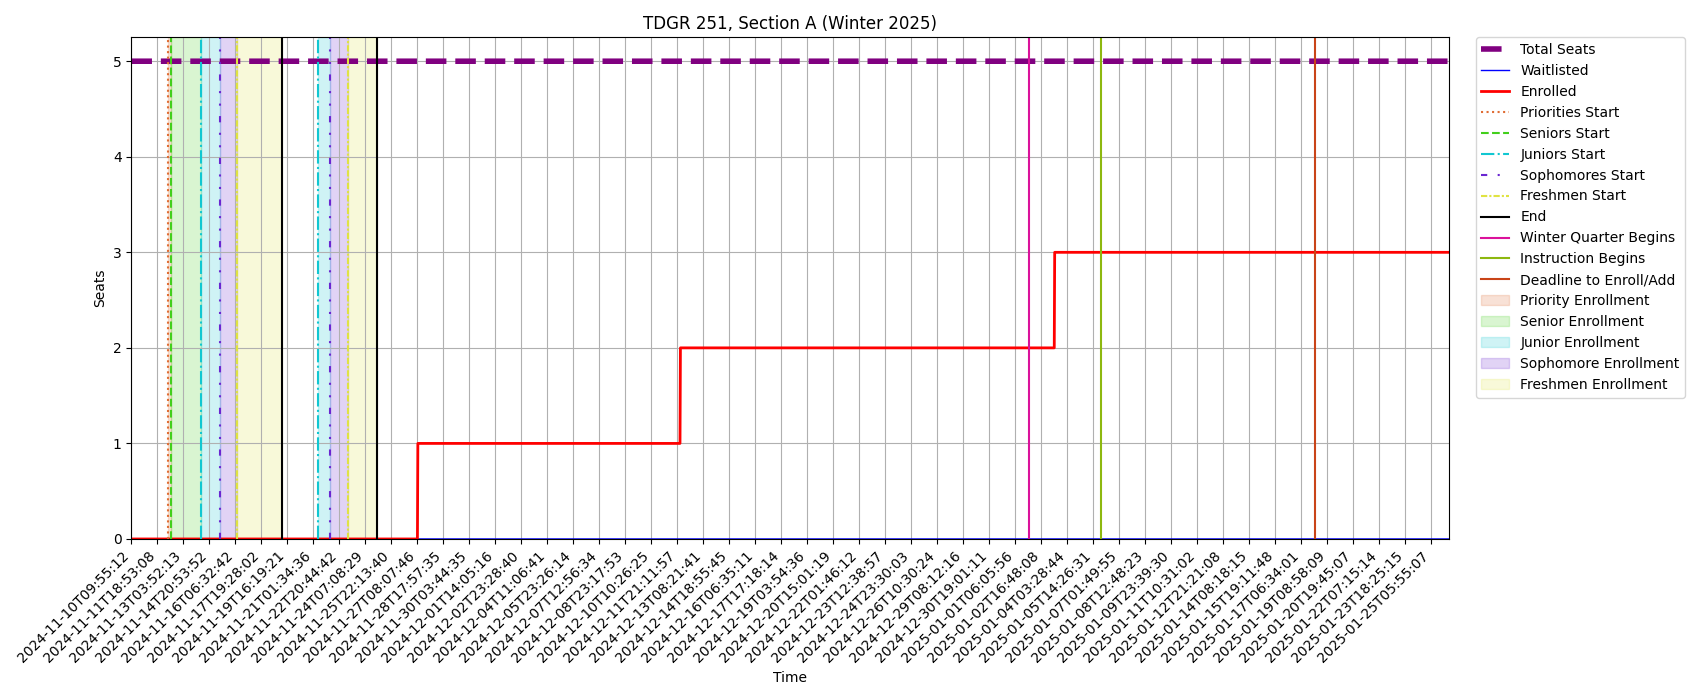 TDGR 251, Section A (Winter 2025)
Seats
5
4
3
2
1
0
2024-11-10T09:55:12
2024-11-11T18:53:08
2024-11-13T03:52:13
2024-11-14T20:53:52
2024-11-16T06:32:42
2024-11-17T19:28:02
2024-11-19T16:19:21
2024-11-21T01:34:36
2024-11-22T20:44:42
2024-11-24T07:08:29
2024-11-25T22:13:40
2024-11-27T08:07:46
2024-11-28T17:57:35
2024-11-30T03:44:35
2024-12-01T14:05:16
2024-12-02T23:28:40
2024-12-04T11:06:41
2024-12-05T23:26:14
2024-12-07T12:56:34
2024-12-08T23:17:53
2024-12-10T10:26:25
2024-12-11T21:11:57
2024-12-13T08:21:41
2024-12-14T18:55:45
2024-12-16T06:35:11
2024-12-17T17:18:14
2024-12-19T03:54:36
2024-12-20T15:01:19
2024-12-22T01:46:12
2024-12-23T12:38:57
2024-12-24T23:30:03
2024-12-26T10:30:24
2024-12-29T08:12:16
2024-12-30T19:01:11
2025-01-01T06:05:56
2025-01-02T16:48:08
2025-01-04T03:28:44
2025-01-05T14:26:31
2025-01-07T01:49:55
2025-01-08T12:48:23
2025-01-09T23:39:30
2025-01-11T10:31:02
2025-01-12T21:21:08
2025-01-14T08:18:15
2025-01-15T19:11:48
2025-01-17T06:34:01
2025-01-19T08:58:09
2025-01-20T19:45:07
2025-01-22T07:15:14
2025-01-23T18:25:15
2025-01-25T05:55:07
Time
Total Seats
Waitlisted
Enrolled
Priorities Start
Seniors Start
Juniors Start
Sophomores Start
Freshmen Start
End
Winter Quarter Begins
Instruction Begins
Deadline to Enroll/Add
Priority Enrollment
Senior Enrollment
Junior Enrollment
Sophomore Enrollment
Freshmen Enrollment